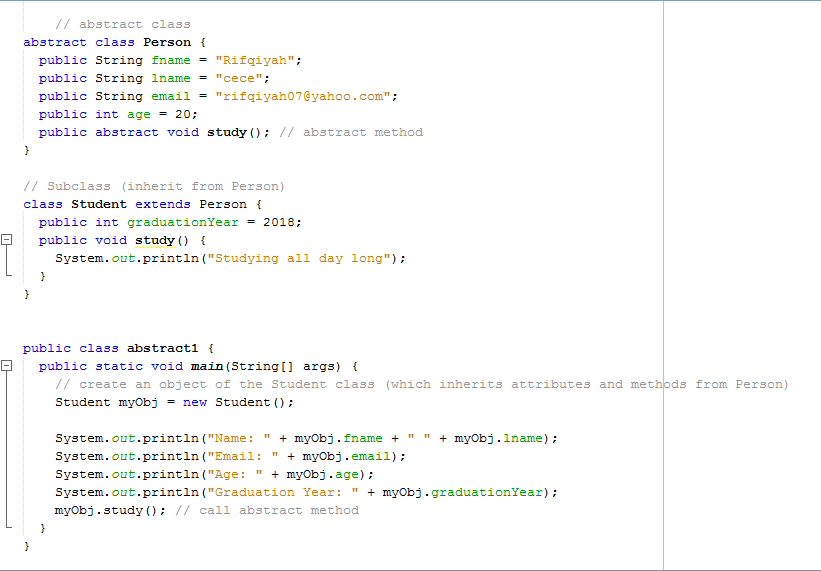 // abstract class
abstract class Person {
public String fname = "Rifqiyah";
public String lname = "cece";
public String email = "rifqiyah07@yahoo.com";
public int age = 20;
public abstract void study(); // abstract method
}
// Subclass (inherit from Person)
class Student extends Person {
public int graduationYear = 2018;
public void study() {
System.out.println("Studying all day long");
}
}
public class abstract1 {
public static void main(String[] args) {
// create an object of the Student class (which inherits attributes and methods from Person)
Student myObj = new Student();
System.out.println("Name: " + myObj.fname + " " + myObj.lname);
System.out.println("Email: " + myObj.email);
System.out.println("Age: " + myObj.age);
System.out.println("Graduation Year: " + myObj.graduationYear);
myObj.study(); // call abstract method
}
}